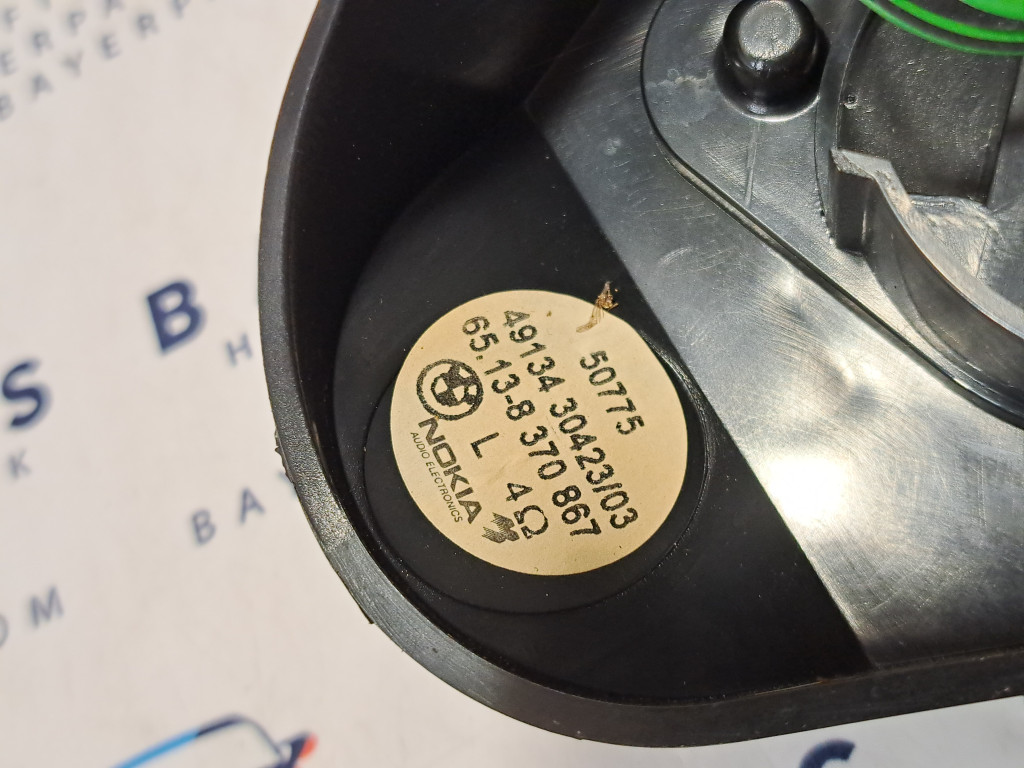 50775
49134 30423/03
65.13-8 370 867
L 4Ω
NOKIA
AUDIO ELECTRONICS